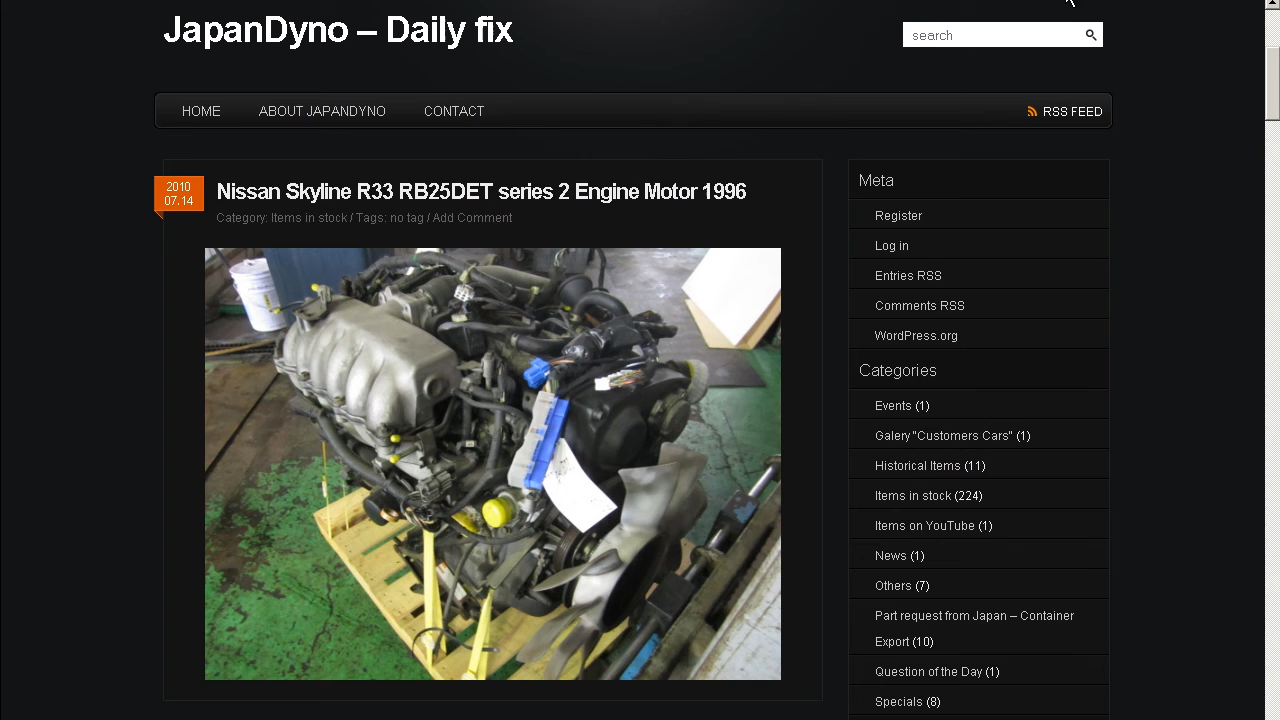 JapanDyno – Daily fix
search
HOME ABOUT JAPANDYNO CONTACT RSS FEED
2010
07.14
Nissan Skyline R33 RB25DET series 2 Engine Motor 1996
Category: Items in stock / Tags: no tag / Add Comment
Meta
Register
Log in
Entries RSS
Comments RSS
WordPress.org
Categories
Events (1)
Galery "Customers Cars" (1)
Historical Items (11)
Items in stock (224)
Items on YouTube (1)
News (1)
Others (7)
Part request from Japan – Container
Export (10)
Question of the Day (1)
Specials (8)